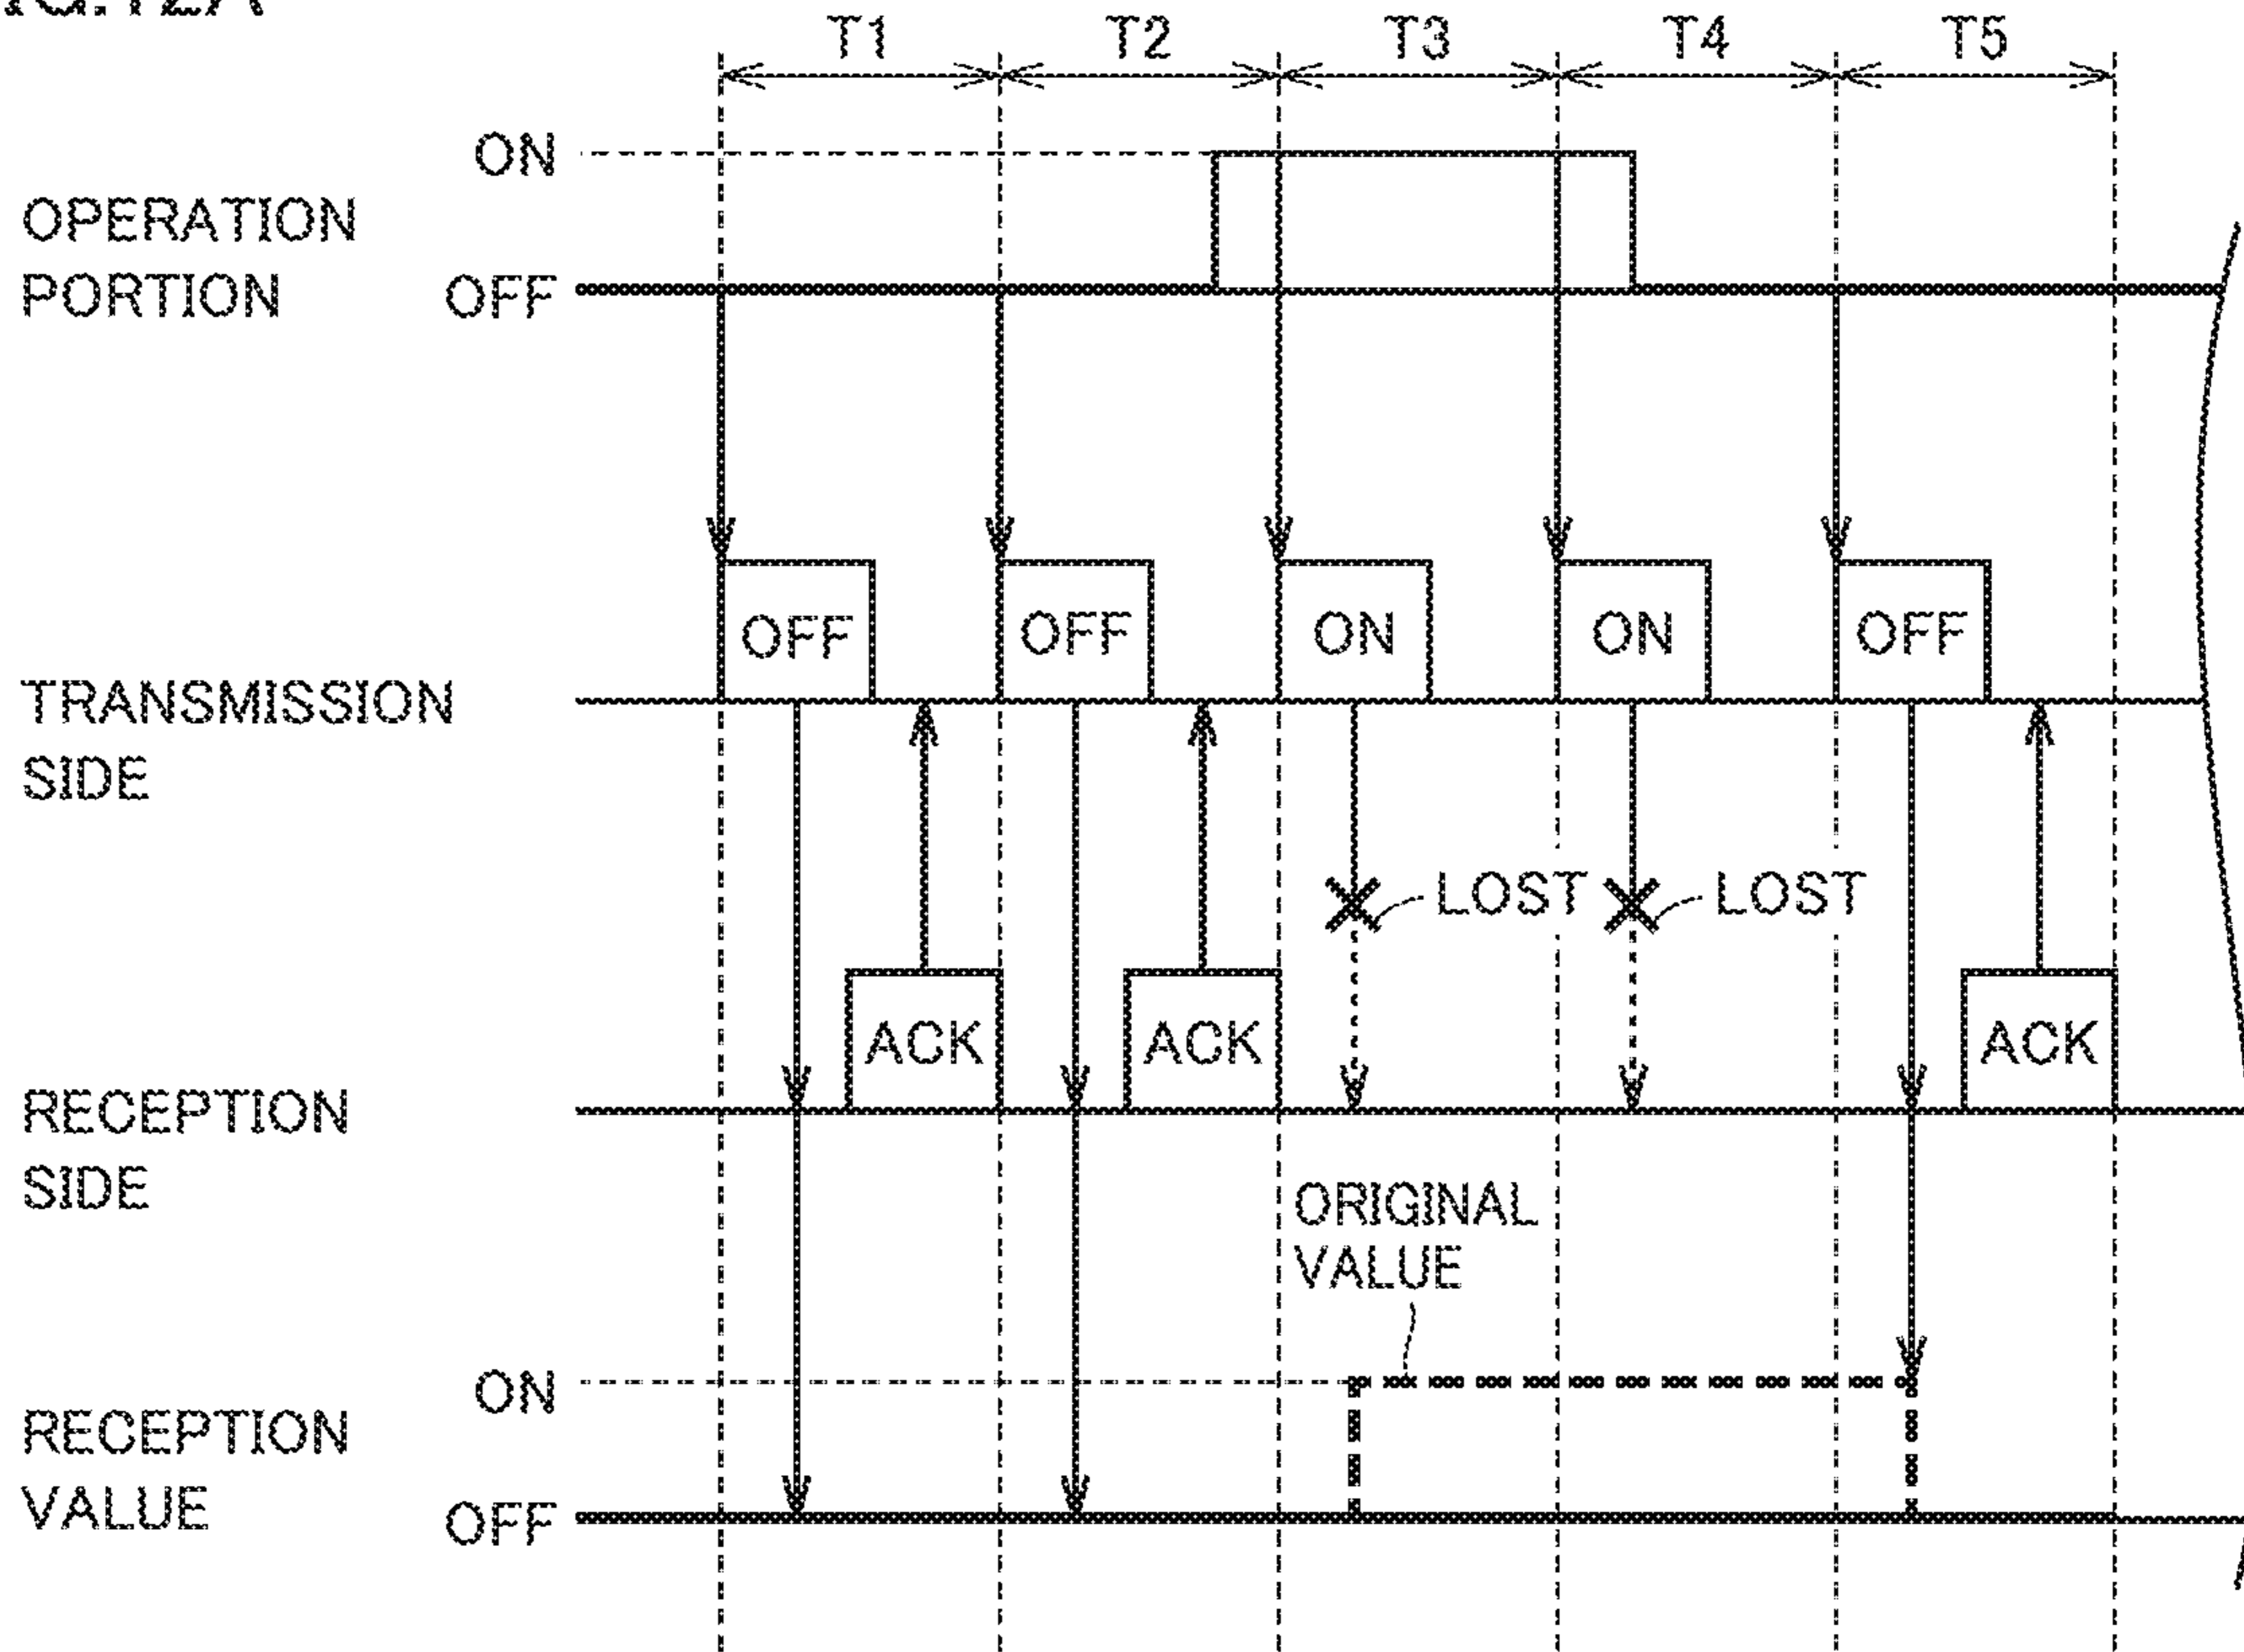 T1 T2 T3 T4 T5
ON
OPERATION
PORTION
OFF
OFF OFF ON ON OFF
TRANSMISSION
SIDE
LOST LOST
ACK ACK ACK
RECEPTION
SIDE
ORIGINAL
VALUE
ON
RECEPTION
VALUE
OFF